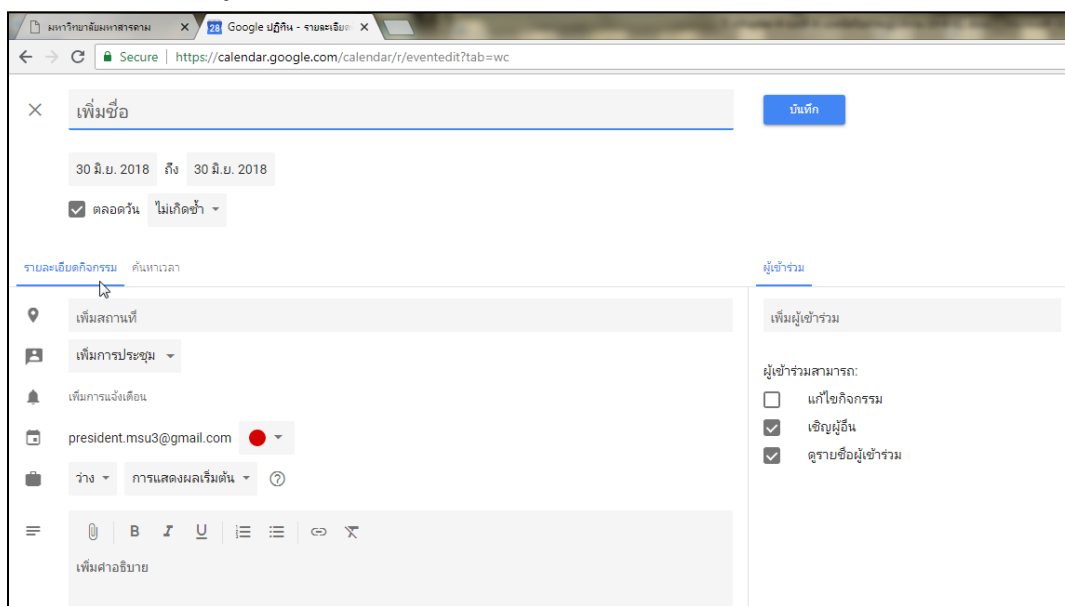 มหาวิทยาลัยมหาสารคาม
28 Google ปฏิทิน - รายละเอียด
Secure https://calendar.google.com/calendar/r/eventedit?tab=wc
เพิ่มชื่อ
บันทึก
30 มิ.ย. 2018 ถึง 30 มิ.ย. 2018
ตลอดวัน ไม่เกิดซ้ำ
รายละเอียดกิจกรรม ค้นหาเวลา
ผู้เข้าร่วม
เพิ่มสถานที่
เพิ่มผู้เข้าร่วม
เพิ่มการประชุม
ผู้เข้าร่วมสามารถ:
เพิ่มการแจ้งเตือน
แก้ไขกิจกรรม
เชิญผู้อื่น
president.msu3@gmail.com
ดูรายชื่อผู้เข้าร่วม
ว่าง การแสดงผลเริ่มต้น ?
B I U
เพิ่มคำอธิบาย